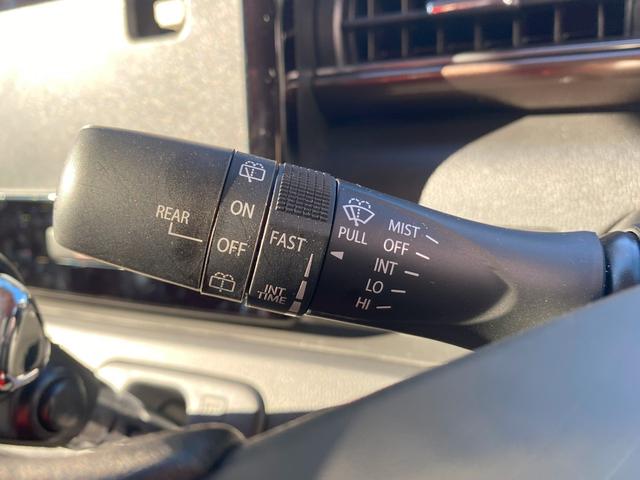 REAR
ON
OFF
FAST
INT
TIME
PULL
MIST
OFF
INT
LO
HI